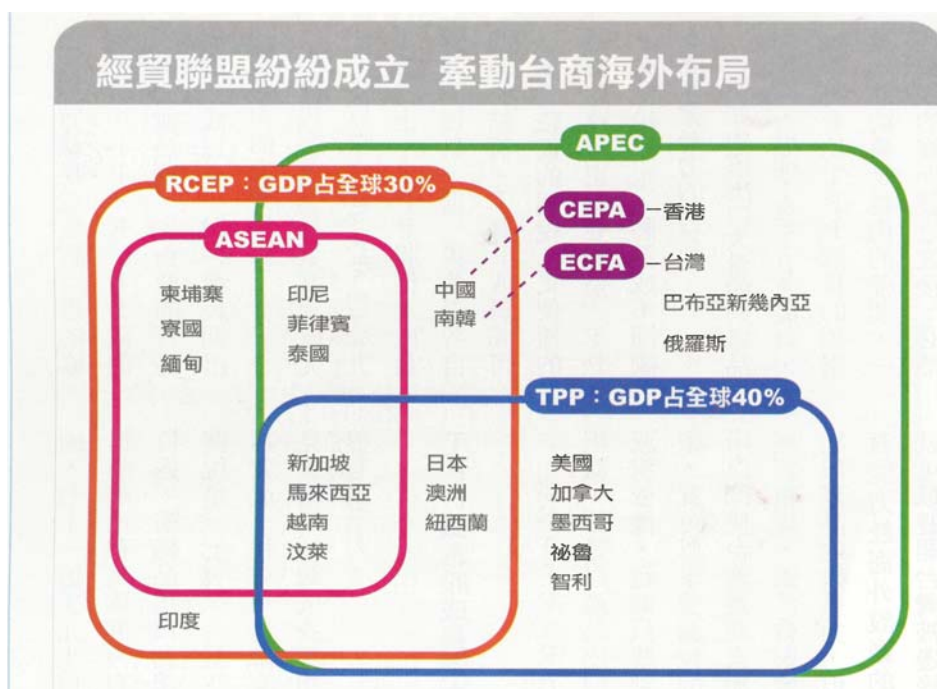 經貿聯盟紛紛成立 牽動台商海外布局
APEC
RCEP：GDP占全球30%
CEPA
香港
ASEAN
ECFA
台灣
柬埔寨
寮國
緬甸
印尼
菲律賓
泰國
中國
南韓
巴布亞新幾內亞
俄羅斯
TPP：GDP占全球40%
新加坡
馬來西亞
越南
汶萊
日本
澳洲
紐西蘭
美國
加拿大
墨西哥
祕魯
智利
印度